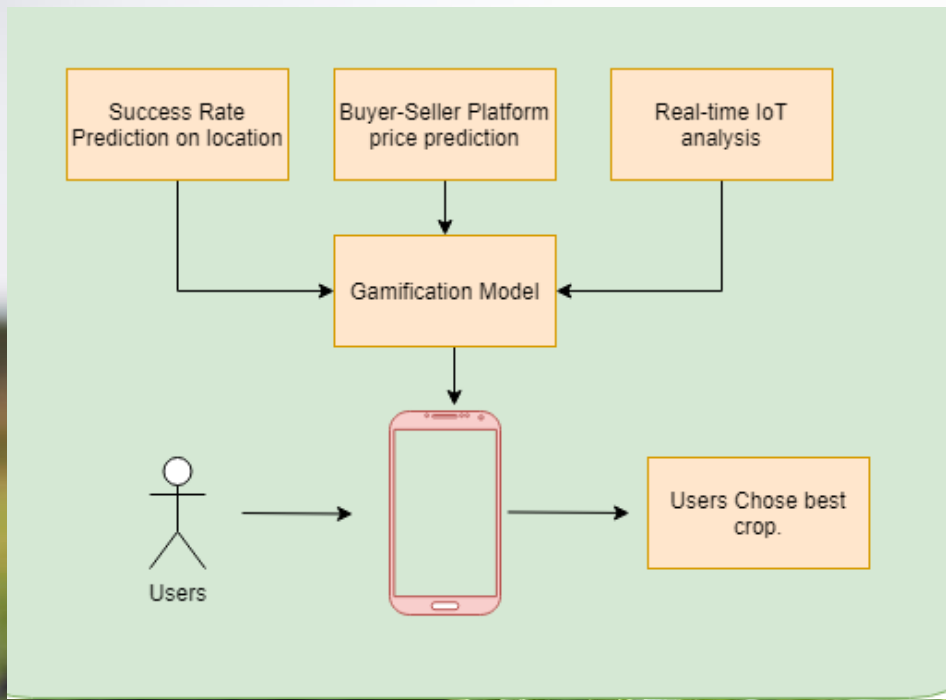 Success Rate
Prediction on location
Buyer-Seller Platform
price prediction
Real-time IoT
analysis
Gamification Model
Users Chose best
crop.
Users